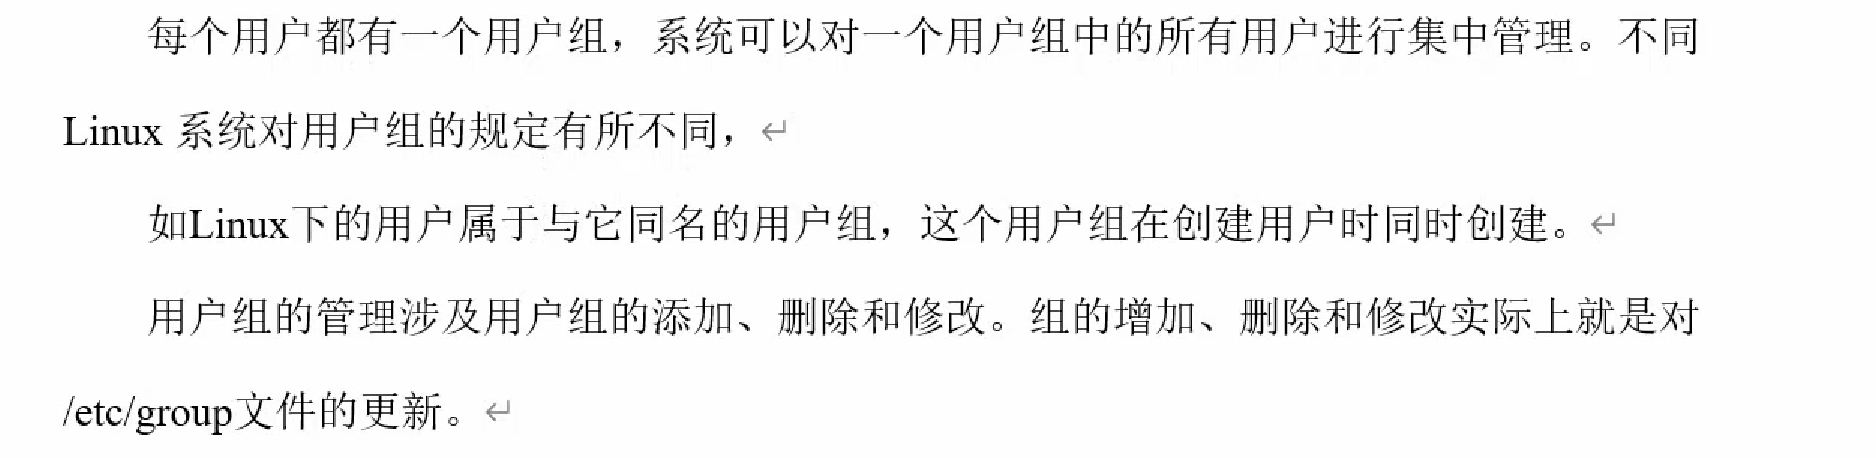 每个用户都有一个用户组，系统可以对一个用户组中的所有用户进行集中管理。不同
Linux 系统对用户组的规定有所不同，
如Linux下的用户属于与它同名的用户组，这个用户组在创建用户时同时创建。
用户组的管理涉及用户组的添加、删除和修改。组的增加、删除和修改实际上就是对
/etc/group文件的更新。